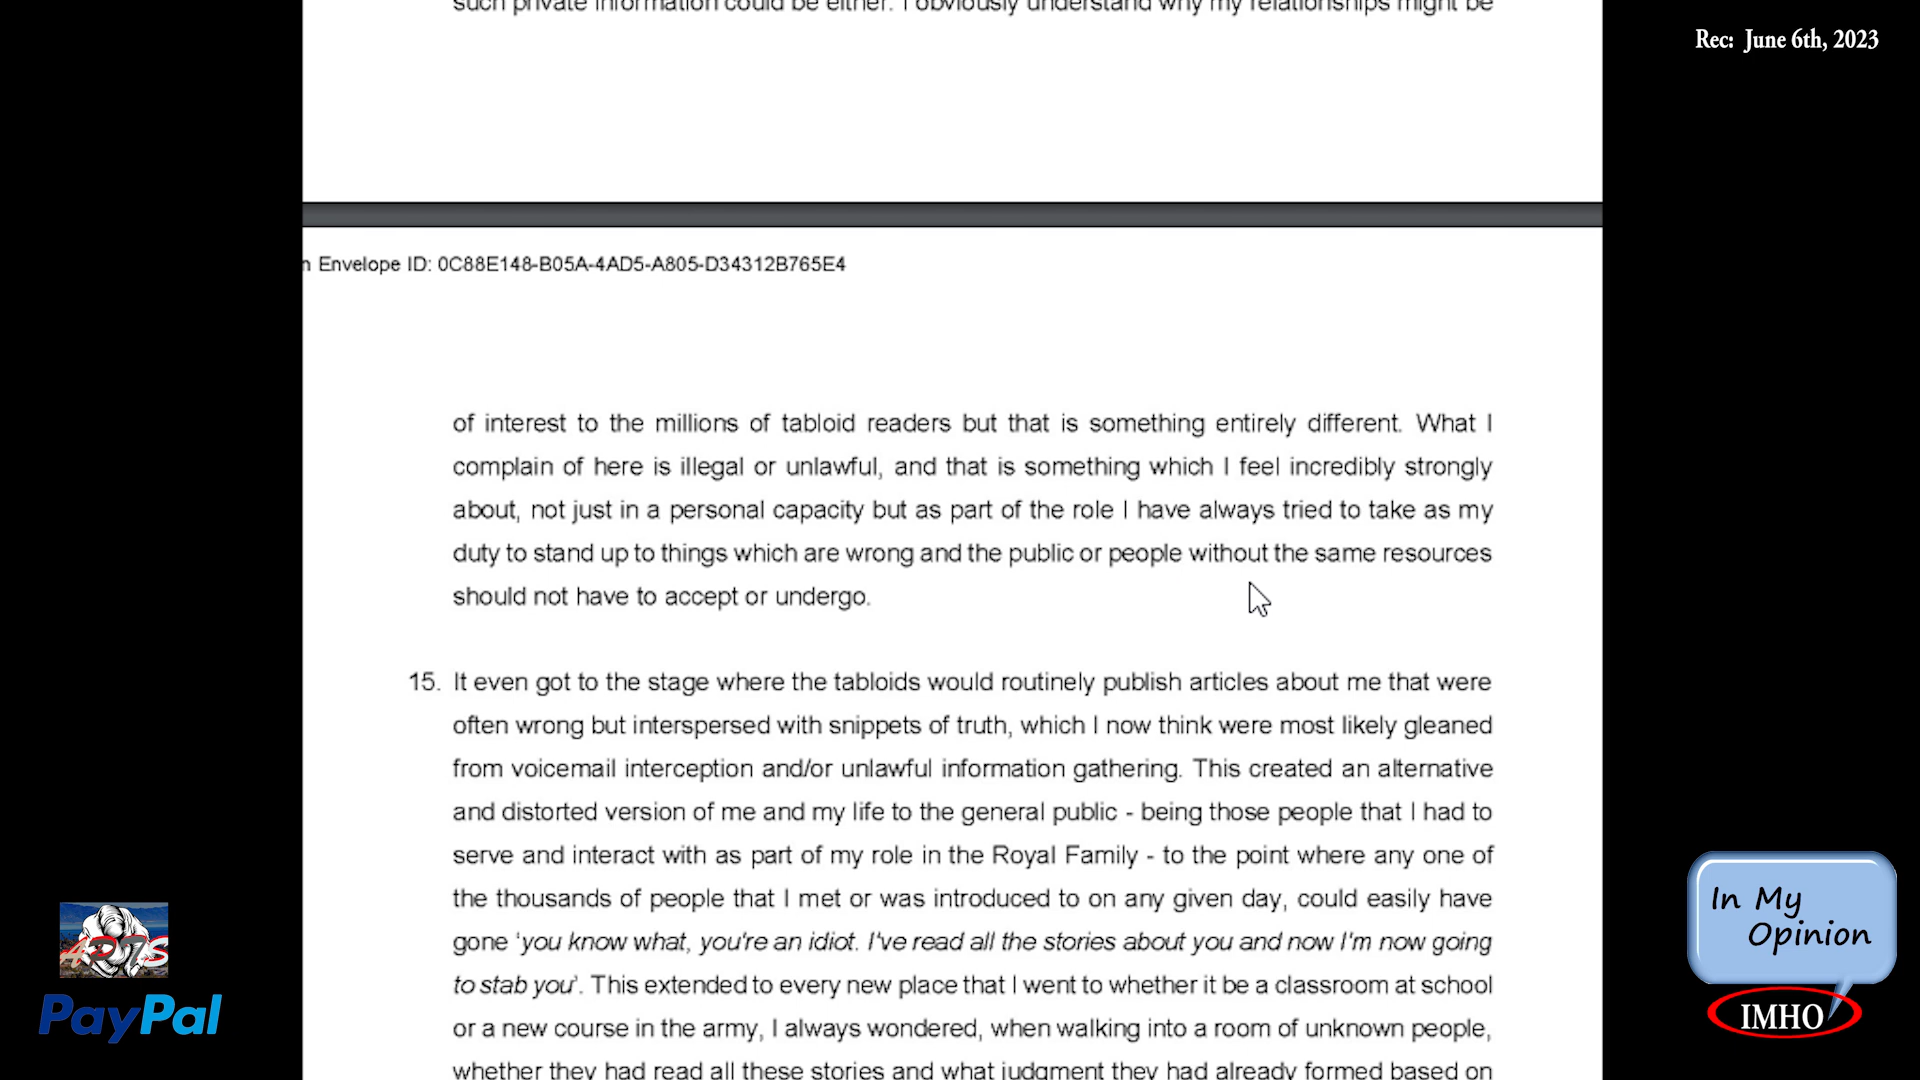 such private information could be either. I obviously understand why my relationships might be
Rec: June 6th, 2023
n Envelope ID: 0C88E148-B05A-4AD5-A805-D34312B765E4
of interest to the millions of tabloid readers but that is something entirely different. What I
complain of here is illegal or unlawful, and that is something which I feel incredibly strongly
about, not just in a personal capacity but as part of the role I have always tried to take as my
duty to stand up to things which are wrong and the public or people without the same resources
should not have to accept or undergo.
15. It even got to the stage where the tabloids would routinely publish articles about me that were
often wrong but interspersed with snippets of truth, which I now think were most likely gleaned
from voicemail interception and/or unlawful information gathering. This created an alternative
and distorted version of me and my life to the general public - being those people that I had to
serve and interact with as part of my role in the Royal Family - to the point where any one of
the thousands of people that I met or was introduced to on any given day, could easily have
gone 'you know what, you're an idiot. I've read all the stories about you and now I'm now going
to stab you'. This extended to every new place that I went to whether it be a classroom at school
or a new course in the army, I always wondered, when walking into a room of unknown people,
whether they had read all these stories and what judgment they had already formed based on
PayPal
In My
Opinion
IMHO